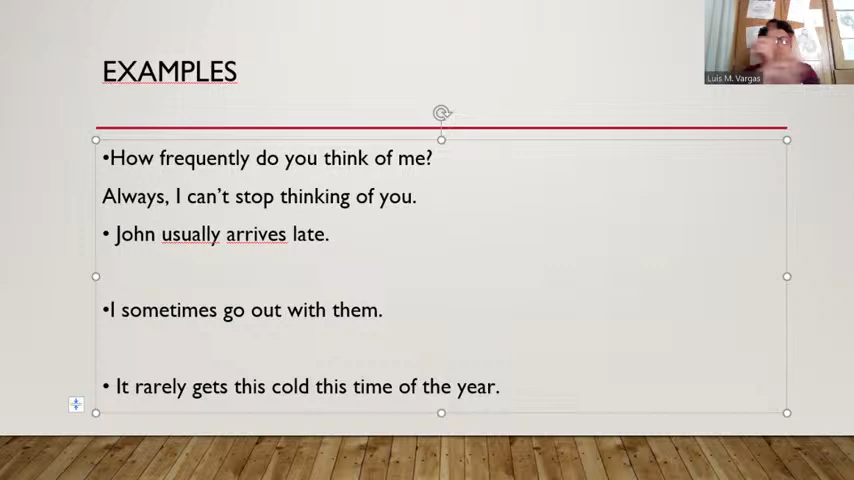 EXAMPLES
Luis M. Vargas
•How frequently do you think of me?
Always, I can't stop thinking of you.
• John usually arrives late.
•I sometimes go out with them.
• It rarely gets this cold this time of the year.